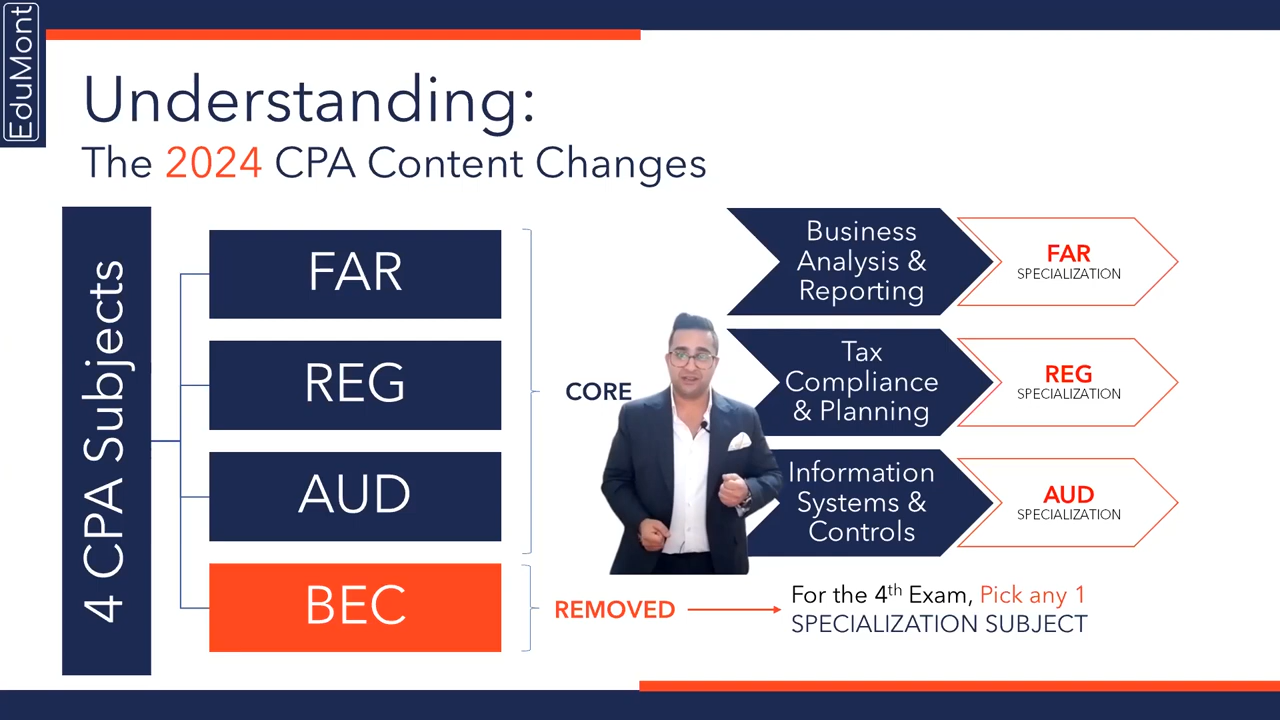 EduMont
Understanding:
The 2024 CPA Content Changes
4 CPA Subjects
FAR
REG
AUD
BEC
CORE
REMOVED
Business
Analysis &
Reporting
FAR
SPECIALIZATION
Tax
Compliance
& Planning
REG
SPECIALIZATION
Information
Systems &
Controls
AUD
SPECIALIZATION
For the 4th Exam, Pick any 1
SPECIALIZATION SUBJECT